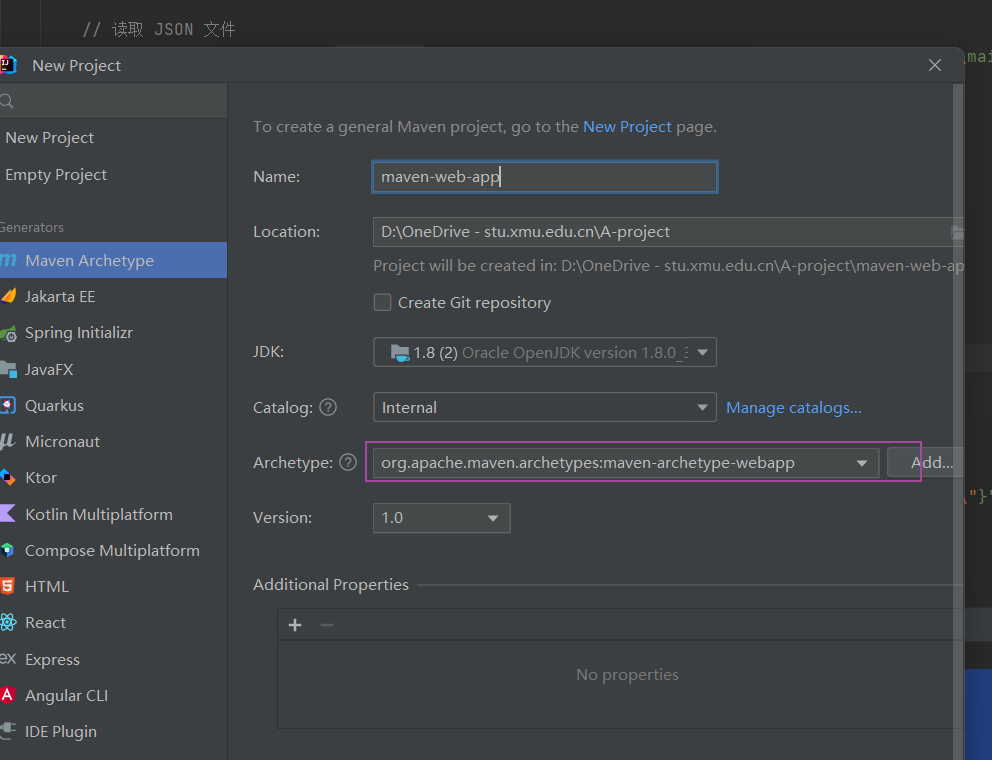 // 读取 JSON 文件
\mai
New Project
New Project
Empty Project
Generators
Maven Archetype
Jakarta EE
Spring Initializr
JavaFX
Quarkus
Micronaut
Ktor
Kotlin Multiplatform
Compose Multiplatform
HTML
React
Express
Angular CLI
IDE Plugin
To create a general Maven project, go to the New Project page.
Name: maven-web-app
Location: D:\OneDrive - stu.xmu.edu.cn\A-project
Project will be created in: D:\OneDrive - stu.xmu.edu.cn\A-project\maven-web-ap
Create Git repository
JDK: 1.8 (2) Oracle OpenJDK version 1.8.0_
Catalog: ? Internal Manage catalogs...
Archetype: ? org.apache.maven.archetypes:maven-archetype-webapp Add...
Version: 1.0
Additional Properties
No properties
\"}"